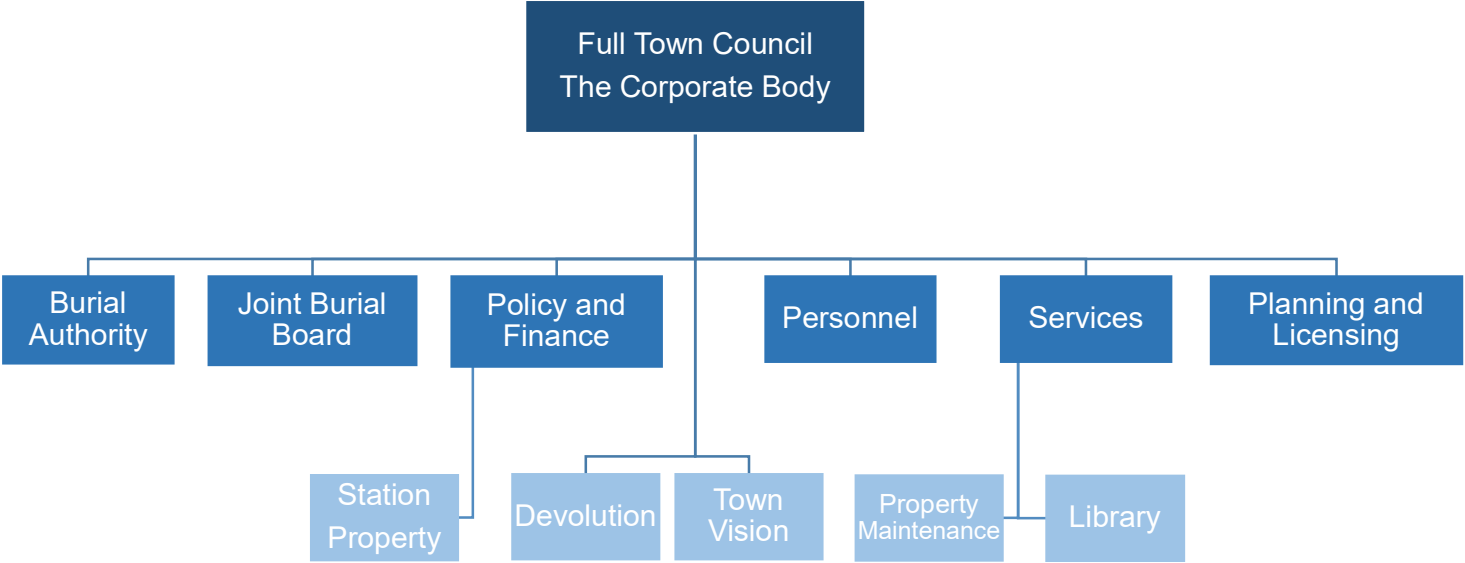 Full Town Council
The Corporate Body
Burial
Authority
Joint Burial
Board
Policy and
Finance
Personnel
Services
Planning and
Licensing
Station
Property
Devolution
Town
Vision
Property
Maintenance
Library